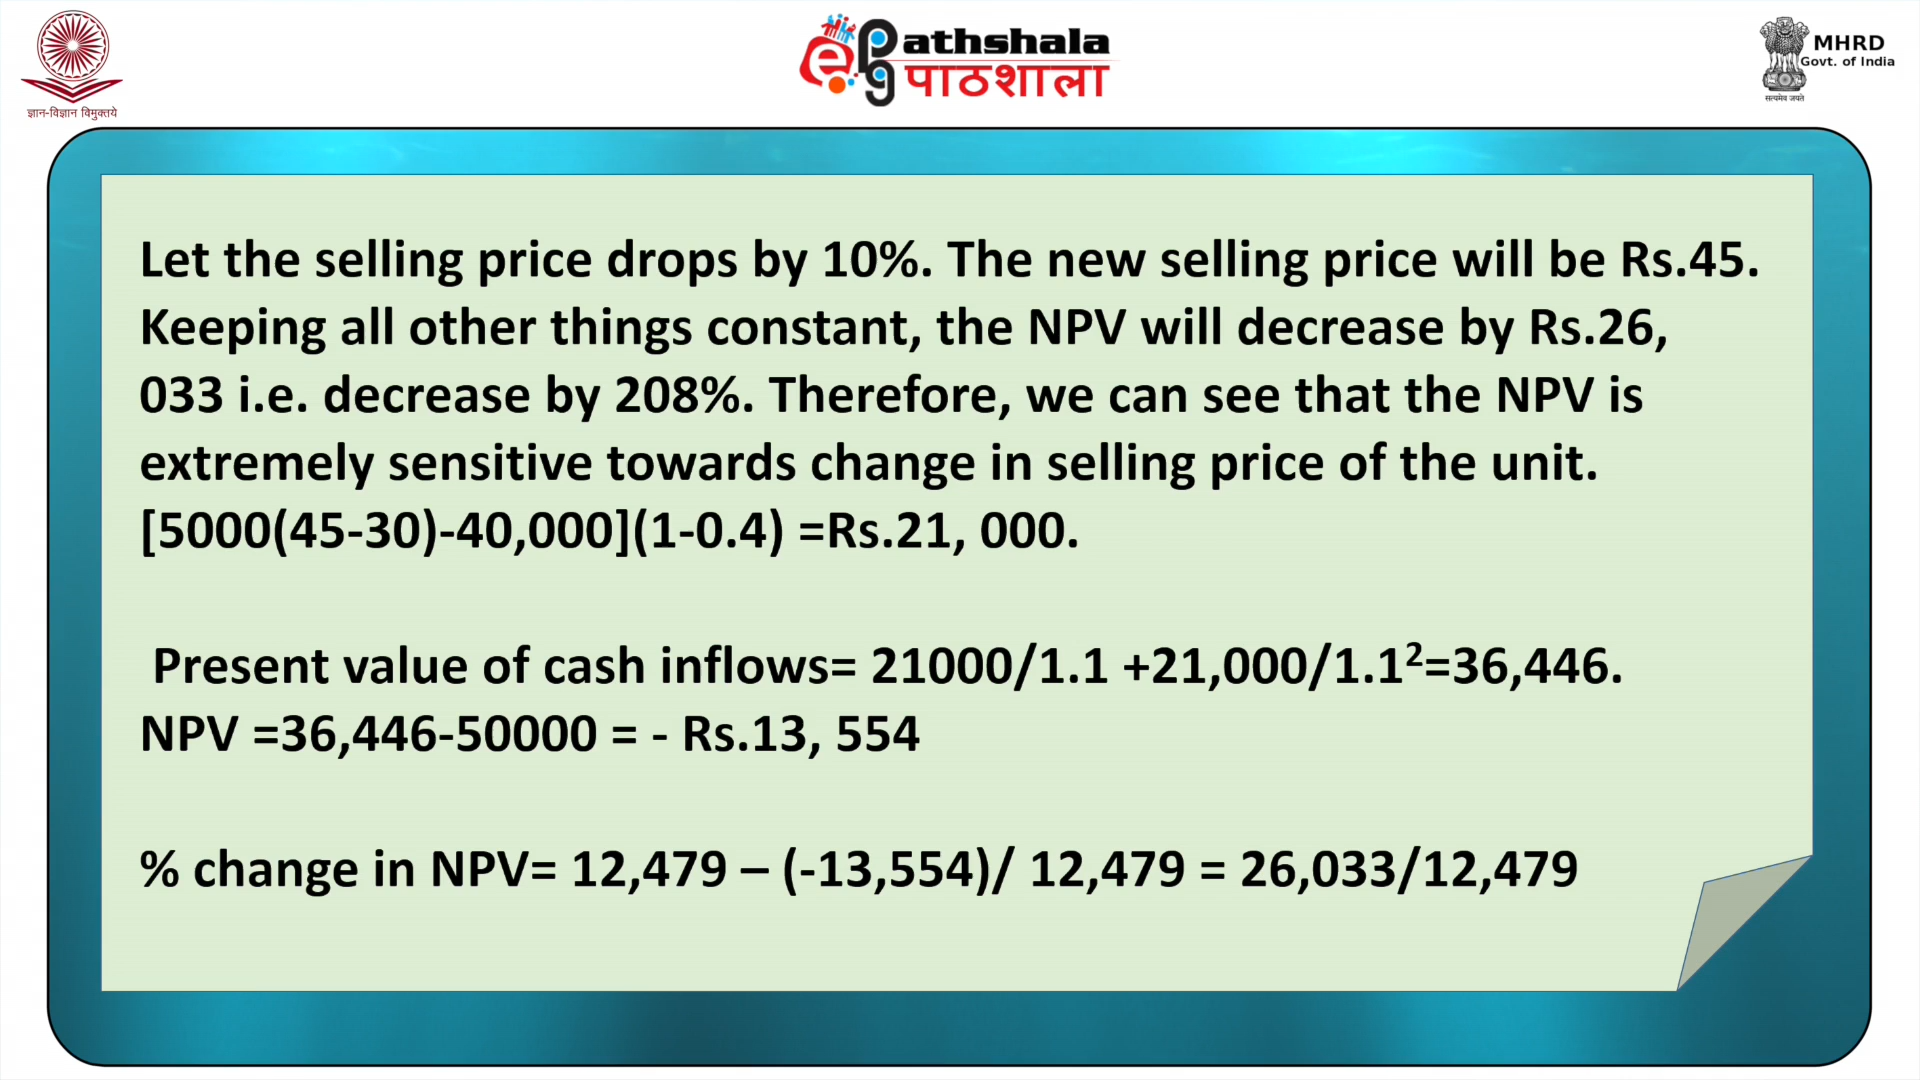 ज्ञान-विज्ञान विमुक्तये
epg athshala
पाठशाला
MHRD
Govt. of India
सत्यमेव जयते
Let the selling price drops by 10%. The new selling price will be Rs.45.
Keeping all other things constant, the NPV will decrease by Rs.26,
033 i.e. decrease by 208%. Therefore, we can see that the NPV is
extremely sensitive towards change in selling price of the unit.
[5000(45-30)-40,000](1-0.4) =Rs.21, 000.
Present value of cash inflows= 21000/1.1 +21,000/1.1²=36,446.
NPV =36,446-50000 = - Rs.13, 554
% change in NPV= 12,479 – (-13,554)/ 12,479 = 26,033/12,479